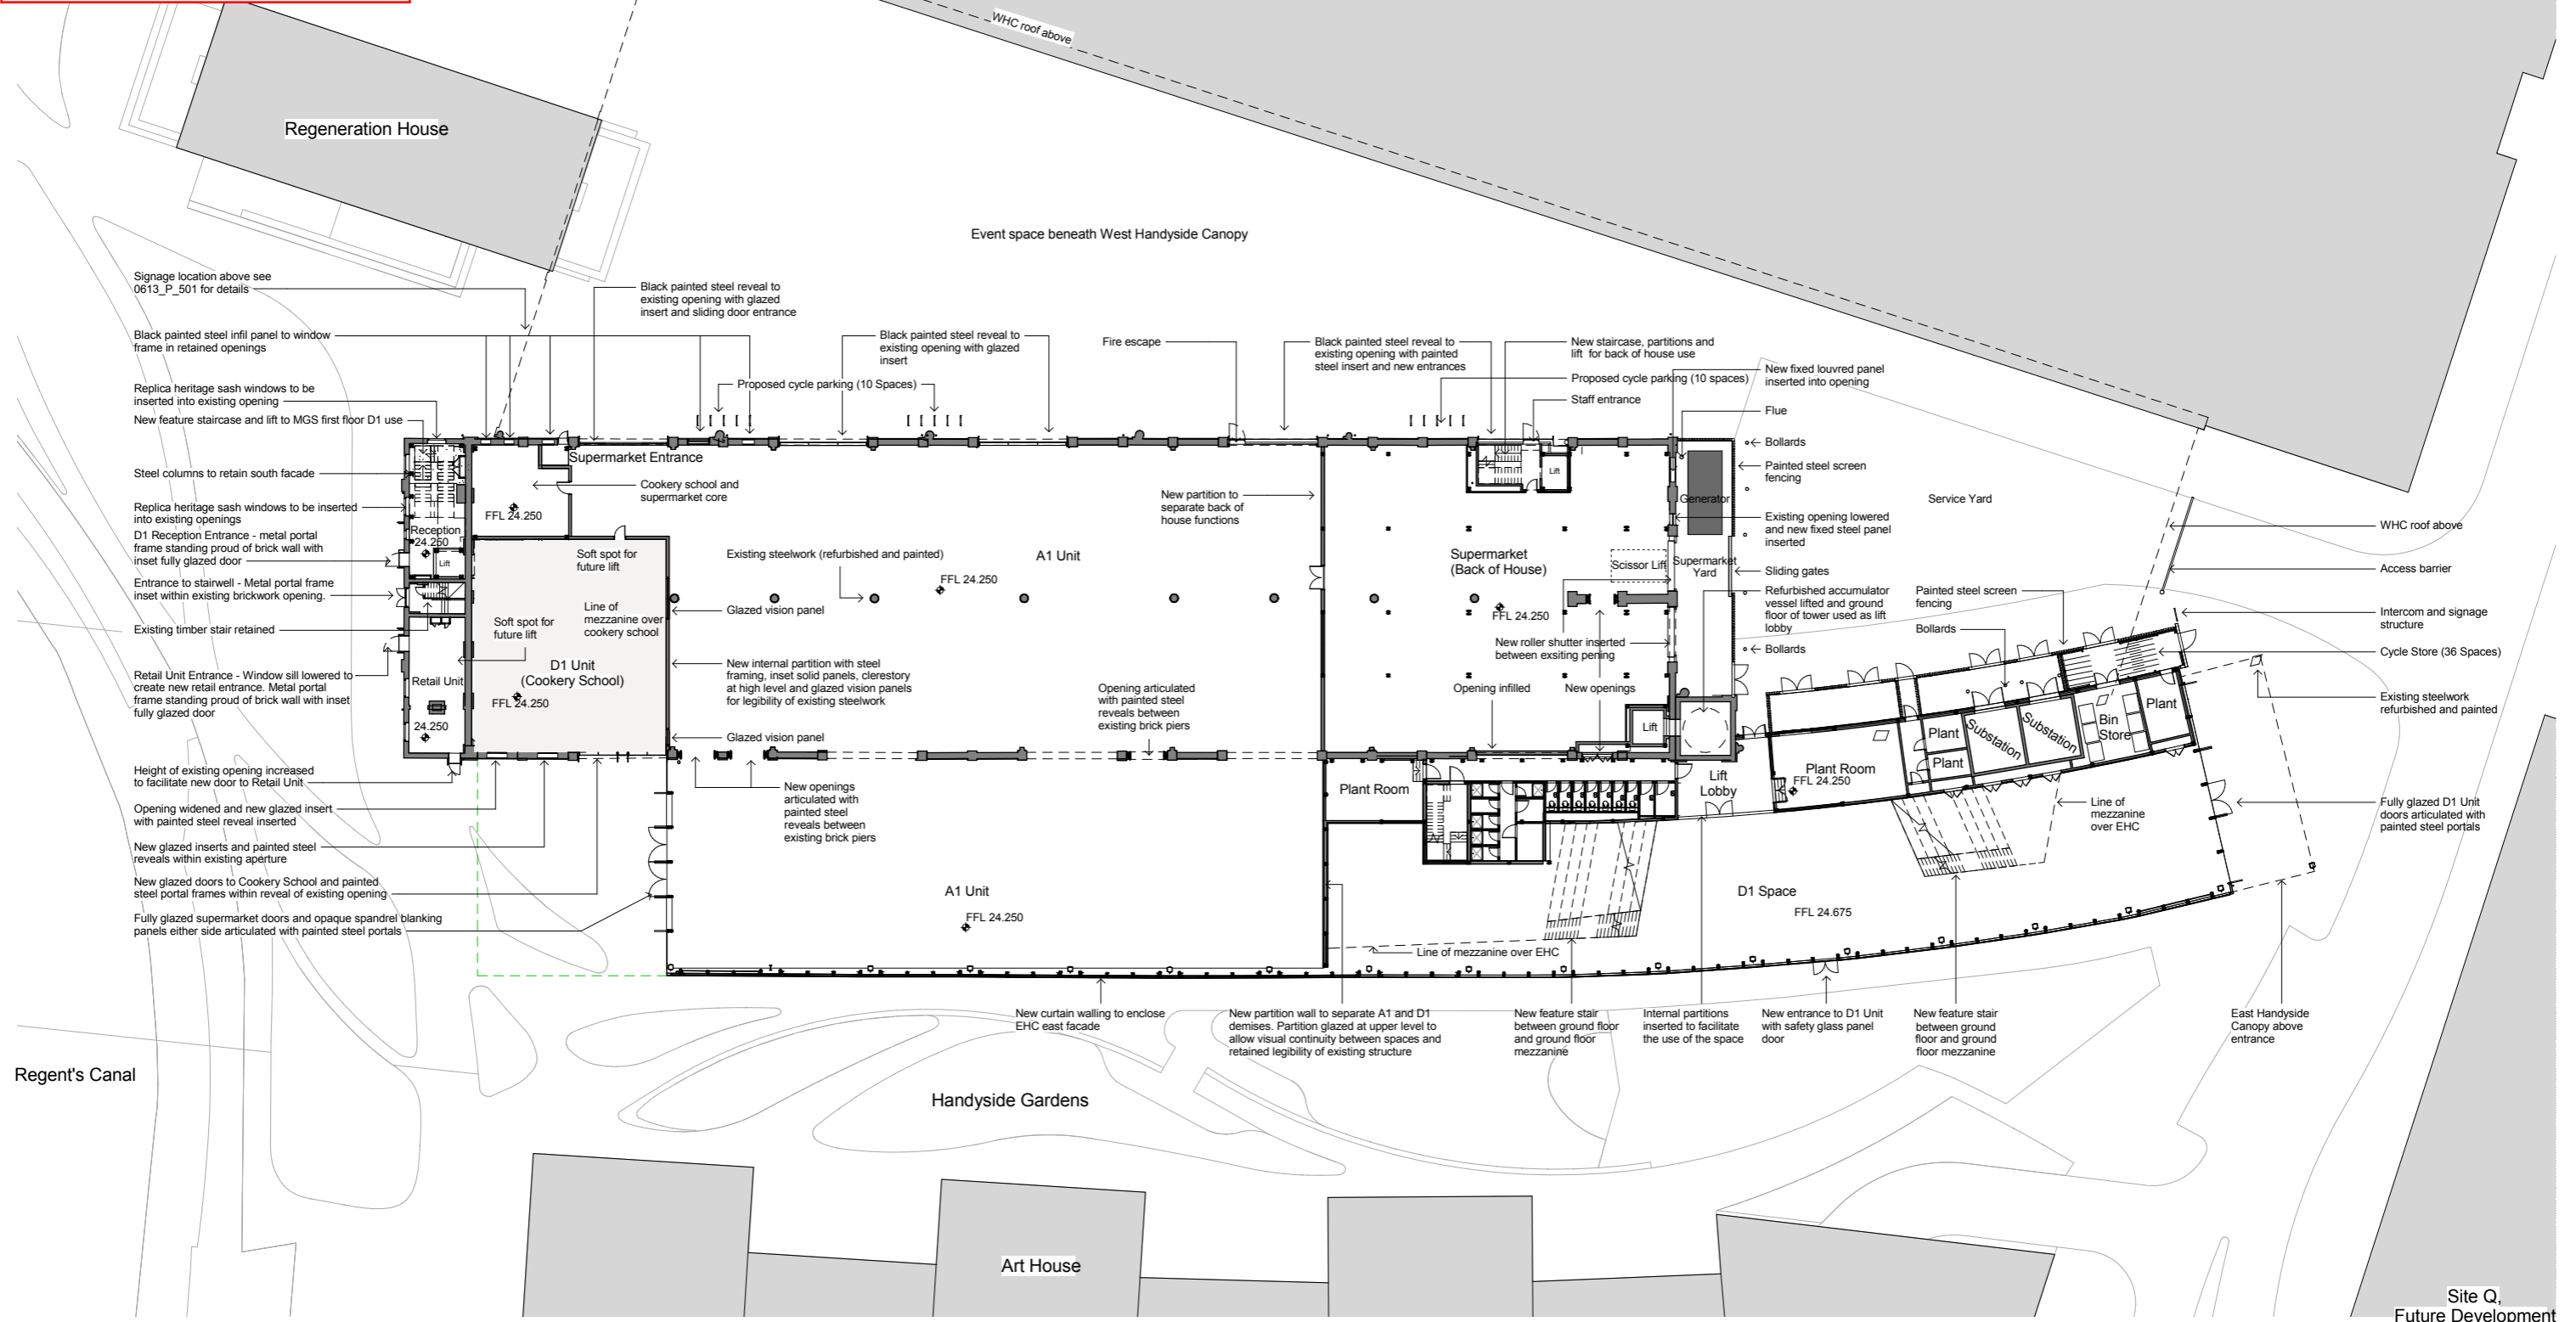 WHC roof above
Regeneration House
Event space beneath West Handyside Canopy
Signage location above see
0613_P_501 for details
Black painted steel reveal to
existing opening with glazed
insert and sliding door entrance
Black painted steel infil panel to window
frame in retained openings
Black painted steel reveal to
existing opening with glazed
insert
Fire escape
Black painted steel reveal to
existing opening with painted
steel insert and new entrances
New staircase, partitions and
lift for back of house use
New fixed louvred panel
inserted into opening
Proposed cycle parking (10 Spaces)
Proposed cycle parking (10 spaces)
Staff entrance
Flue
Replica heritage sash windows to be
inserted into existing opening
New feature staircase and lift to MGS first floor D1 use
Bollards
Supermarket Entrance
Steel columns to retain south facade
Cookery school and
supermarket core
Painted steel screen
fencing
Lift
Generator
Service Yard
New partition to
separate back of
house functions
Replica heritage sash windows to be inserted
into existing openings
FFL 24.250
Existing opening lowered
and new fixed steel panel
inserted
WHC roof above
D1 Reception Entrance - metal portal
frame standing proud of brick wall with
inset fully glazed door
Reception
24.250
Lift
Soft spot for
future lift
Existing steelwork (refurbished and painted)
A1 Unit
FFL 24.250
Supermarket
(Back of House)
Scissor Lift
Supermarket
Yard
Sliding gates
Access barrier
Entrance to stairwell - Metal portal frame
inset within existing brickwork opening.
Line of
mezzanine over
cookery school
Glazed vision panel
FFL 24.250
Refurbished accumulator
vessel lifted and ground
floor of tower used as lift
lobby
Painted steel screen
fencing
Intercom and signage
structure
Existing timber stair retained
Soft spot for
future lift
New roller shutter inserted
between exsiting pening
Bollards
Bollards
Cycle Store (36 Spaces)
Retail Unit Entrance - Window sill lowered to
create new retail entrance. Metal portal
frame standing proud of brick wall with inset
fully glazed door
Retail Unit
24.250
D1 Unit
(Cookery School)
FFL 24.250
New internal partition with steel
framing, inset solid panels, clerestory
at high level and glazed vision panels
for legibility of existing steelwork
Opening articulated
with painted steel
reveals between
existing brick piers
Opening infilled
New openings
Existing steelwork
refurbished and painted
Glazed vision panel
Lift
Plant
Bin
Store
Substation
Substation
Plant
Plant
Height of existing opening increased
to facilitate new door to Retail Unit
Opening widened and new glazed insert
with painted steel reveal inserted
New openings
articulated with
painted steel
reveals between
existing brick piers
Plant Room
Lift
Lobby
Plant Room
FFL 24.250
Line of
mezzanine
over EHC
Fully glazed D1 Unit
doors articulated with
painted steel portals
New glazed inserts and painted steel
reveals within existing aperture
New glazed doors to Cookery School and painted
steel portal frames within reveal of existing opening
A1 Unit
FFL 24.250
D1 Space
FFL 24.675
Fully glazed supermarket doors and opaque spandrel blanking
panels either side articulated with painted steel portals
Line of mezzanine over EHC
New curtain walling to enclose
EHC east facade
New partition wall to separate A1 and D1
demises. Partition glazed at upper level to
allow visual continuity between spaces and
retained legibility of existing structure
New feature stair
between ground floor
and ground floor
mezzanine
Internal partitions
inserted to facilitate
the use of the space
New entrance to D1 Unit
with safety glass panel
door
New feature stair
between ground
floor and ground
floor mezzanine
East Handyside
Canopy above
entrance
Regent's Canal
Handyside Gardens
Art House
Site Q,
Future Development